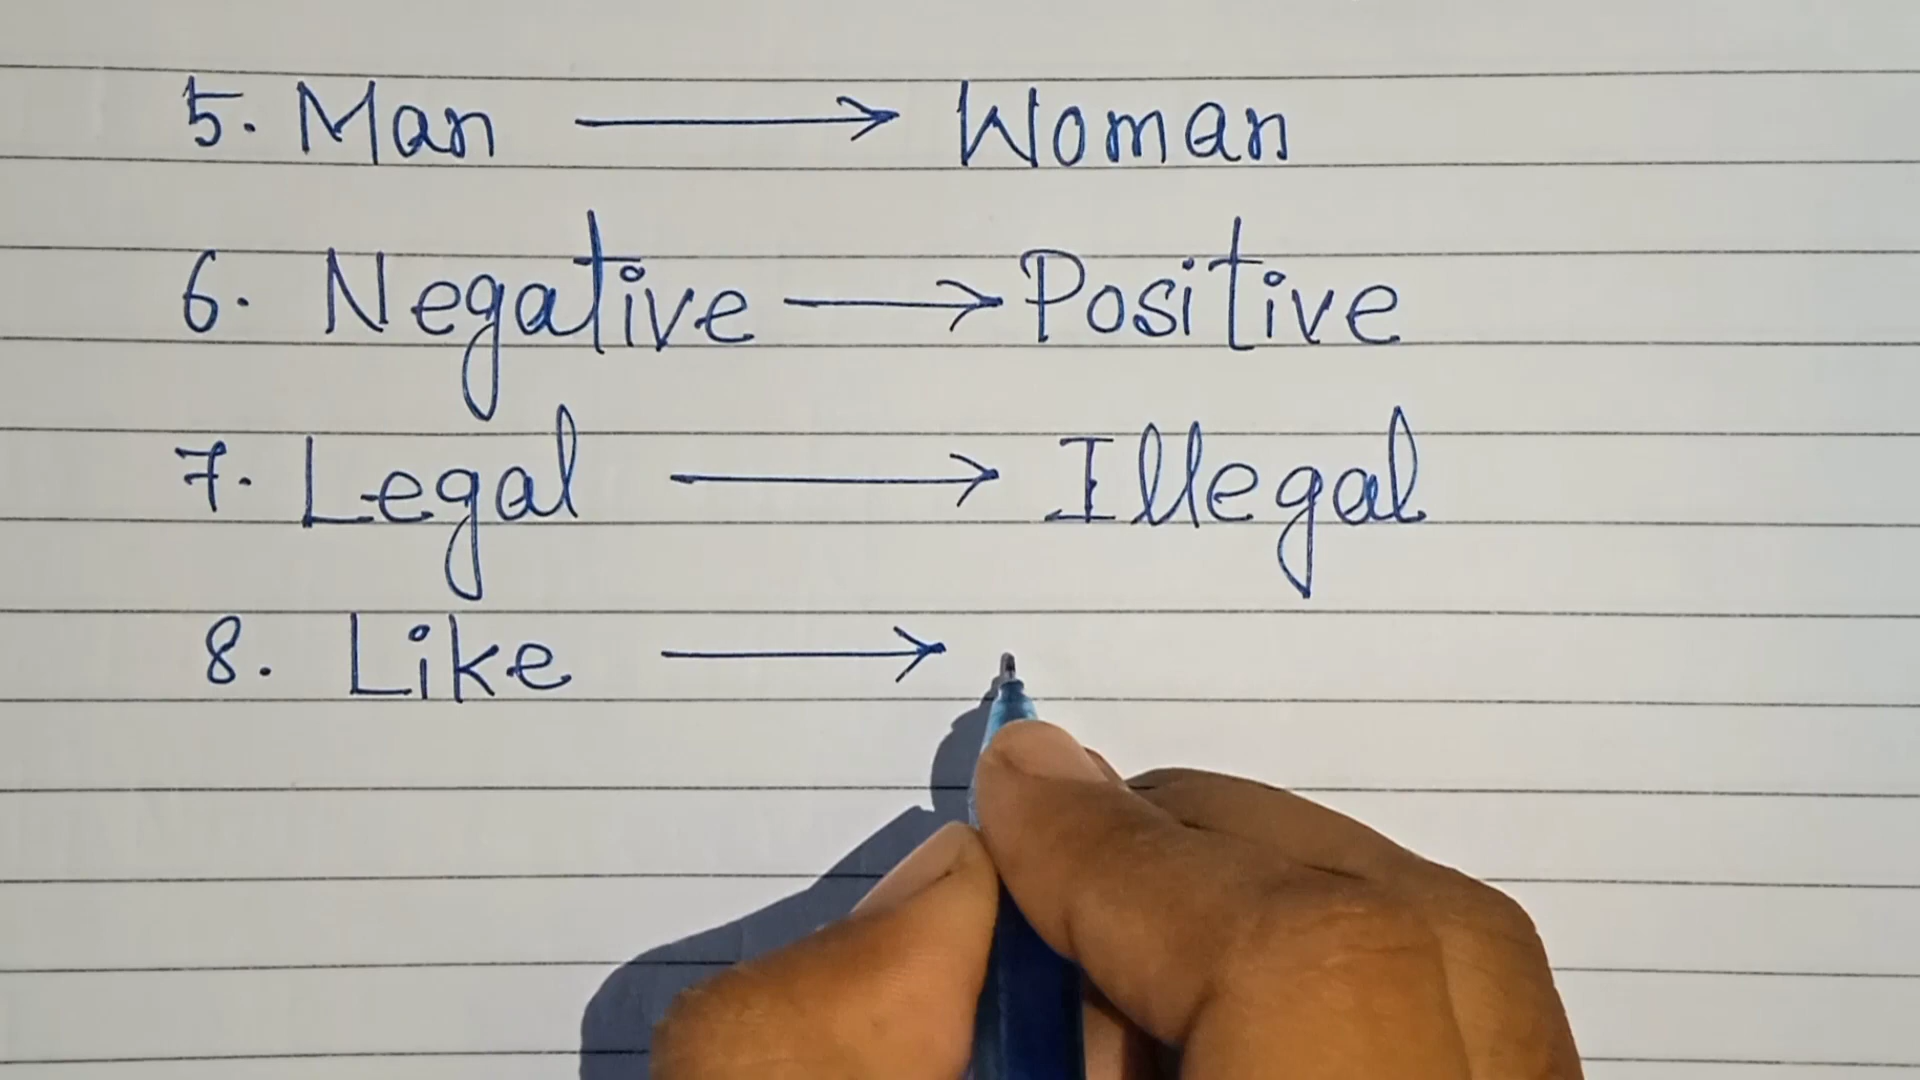 5. Man → Woman
6. Negative → Positive
7. Legal → Illegal
8. Like →